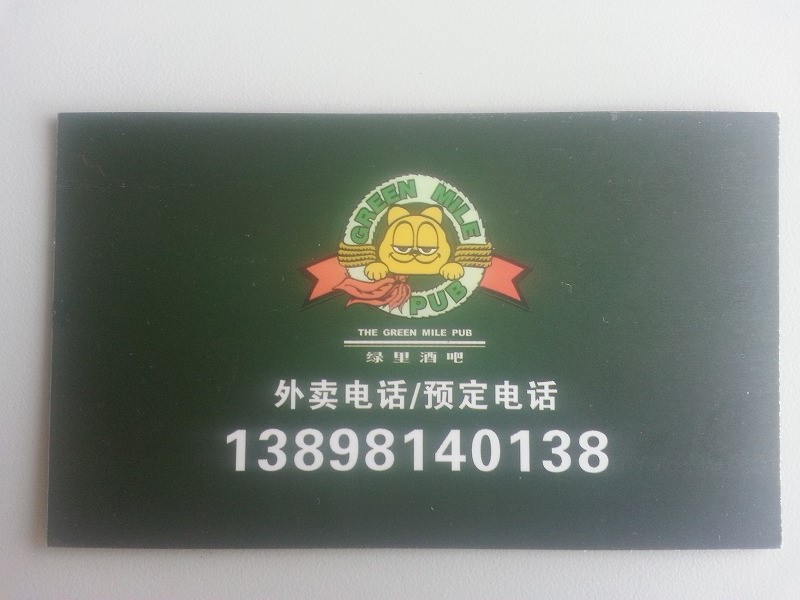 GREEN MILE
PUB
THE GREEN MILE PUB
绿里酒吧
外卖电话/预定电话
13898140138